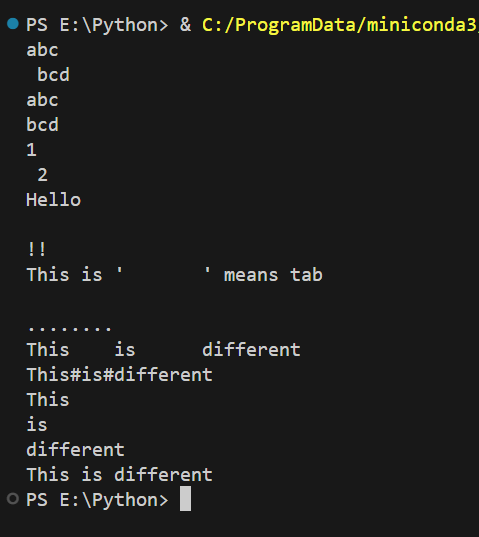 PS E:\Python> & C:/ProgramData/miniconda3
abc
 bcd
abc
bcd
1
 2
Hello

!!
This is '       ' means tab

........
This    is      different
This#is#different
This
is
different
This is different
PS E:\Python>